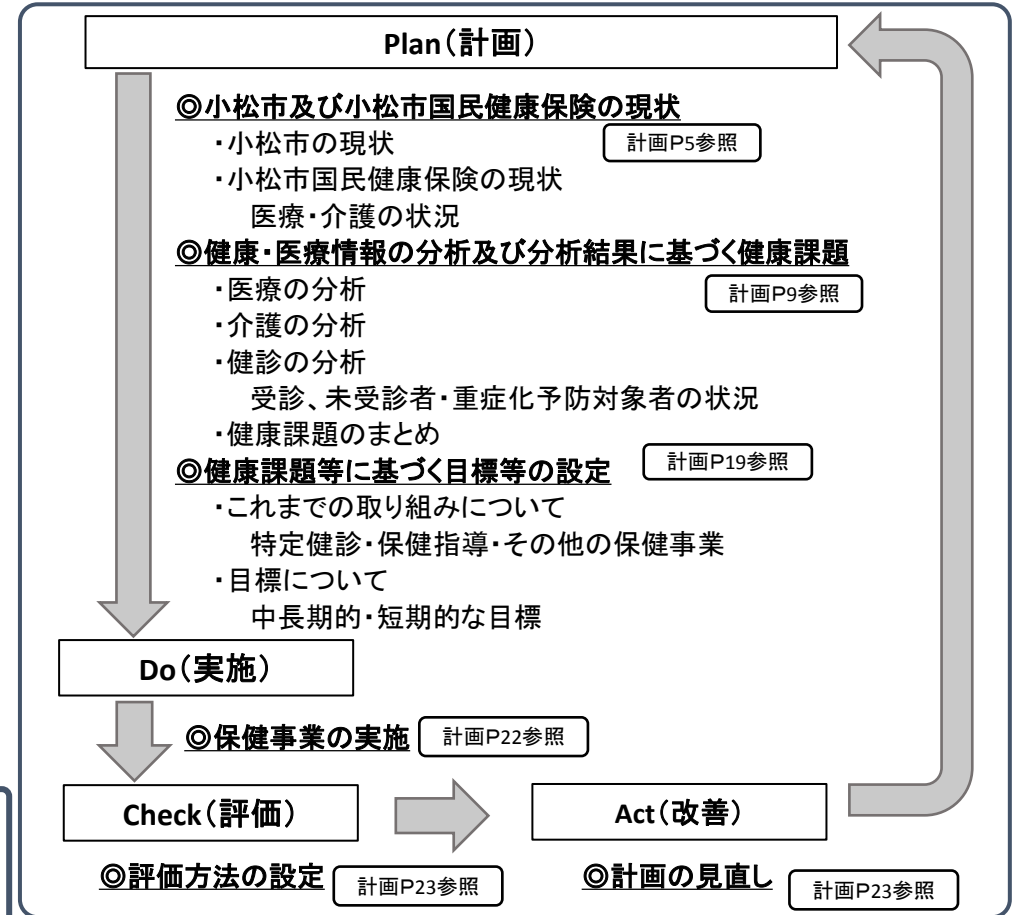 Plan(計画)
◎小松市及び小松市国民健康保険の現状
・小松市の現状 計画P5参照
・小松市国民健康保険の現状
医療・介護の状況
◎健康・医療情報の分析及び分析結果に基づく健康課題
・医療の分析 計画P9参照
・介護の分析
・健診の分析
受診、未受診者・重症化予防対象者の状況
・健康課題のまとめ
◎健康課題等に基づく目標等の設定 計画P19参照
・これまでの取り組みについて
特定健診・保健指導・その他の保健事業
・目標について
中長期的・短期的な目標
Do(実施)
◎保健事業の実施 計画P22参照
Check(評価) Act(改善)
◎評価方法の設定 計画P23参照 ◎計画の見直し 計画P23参照